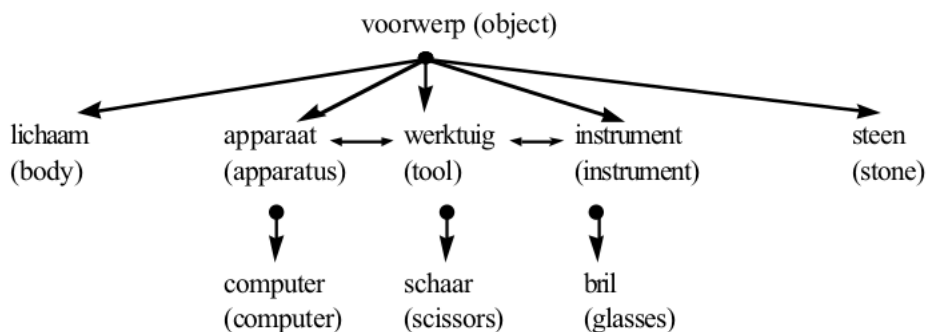 voorwerp (object)
lichaam apparaat werktuig instrument steen
(body) (apparatus) (tool) (instrument) (stone)
computer schaar bril
(computer) (scissors) (glasses)